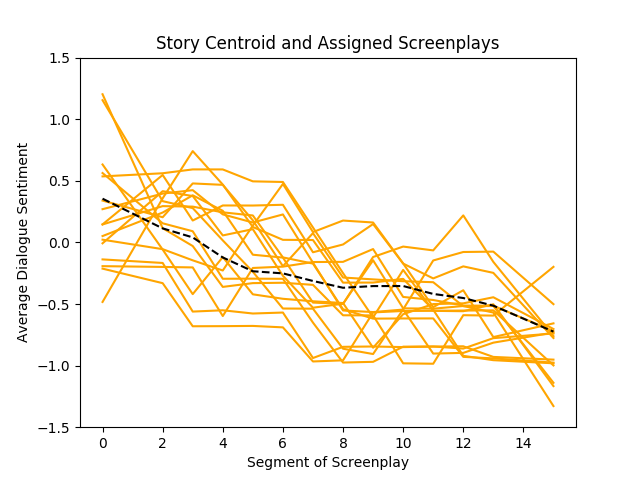 Story Centroid and Assigned Screenplays
Average Dialogue Sentiment
1.5
1.0
0.5
0.0
−0.5
−1.0
−1.5
0 2 4 6 8 10 12 14
Segment of Screenplay